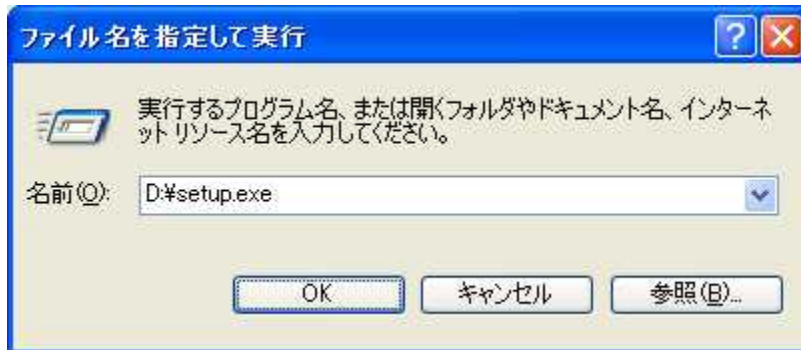 ファイル名を指定して実行
実行するプログラム名、または開くフォルダやドキュメント名、インターネ
ット リソース名を入力してください。
名前(O): D:¥setup.exe
OK キャンセル 参照(B)...